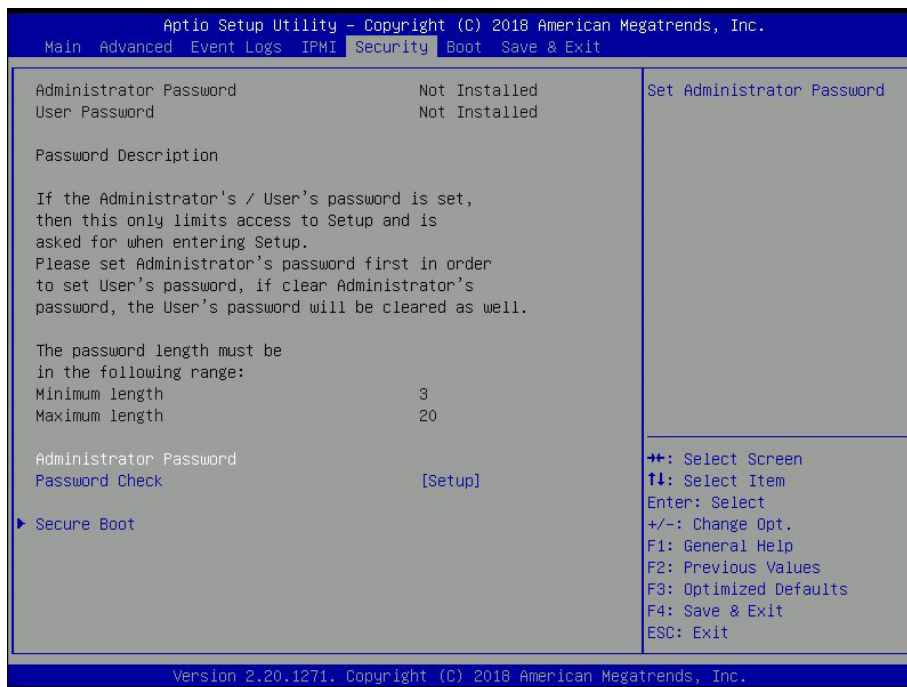 Aptio Setup Utility – Copyright (C) 2018 American Megatrends, Inc.
Main Advanced Event Logs IPMI Security Boot Save & Exit
Administrator Password Not Installed
User Password Not Installed
Password Description
If the Administrator's / User's password is set,
then this only limits access to Setup and is
asked for when entering Setup.
Please set Administrator's password first in order
to set User's password, if clear Administrator's
password, the User's password will be cleared as well.
The password length must be
in the following range:
Minimum length 3
Maximum length 20
Administrator Password
Password Check [Setup]
Secure Boot
Set Administrator Password
→←: Select Screen
↑↓: Select Item
Enter: Select
+/-: Change Opt.
F1: General Help
F2: Previous Values
F3: Optimized Defaults
F4: Save & Exit
ESC: Exit
Version 2.20.1271. Copyright (C) 2018 American Megatrends, Inc.